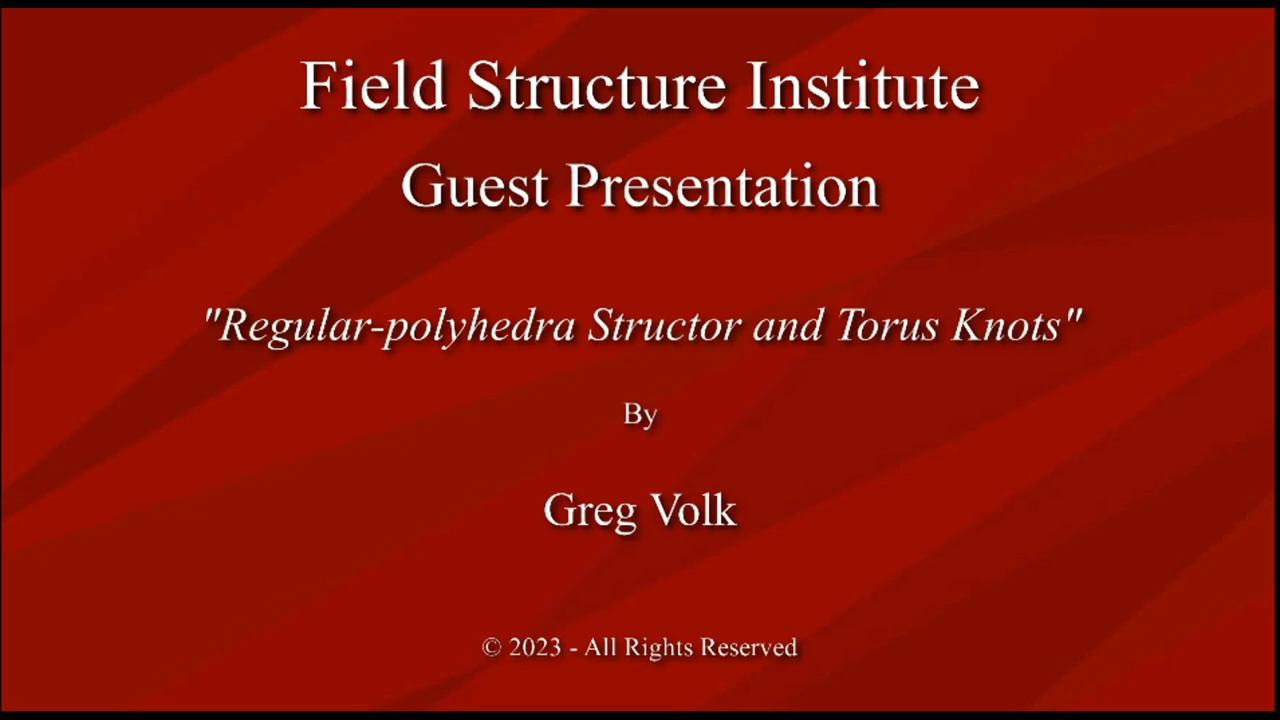 Field Structure Institute
Guest Presentation
"Regular-polyhedra Structor and Torus Knots"
By
Greg Volk
© 2023 - All Rights Reserved